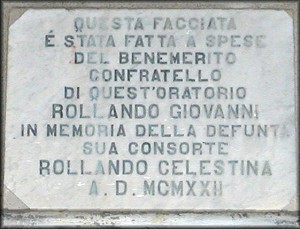 QUESTA FACCIATA
É STATA FATTA A SPESE
DEL BENEMERITO
CONFRATELLO
DI QUEST'ORATORIO
ROLLANDO GIOVANNI
IN MEMORIA DELLA DEFUNTA
SUA CONSORTE
ROLLANDO CELESTINA
A. D. MCMXXII